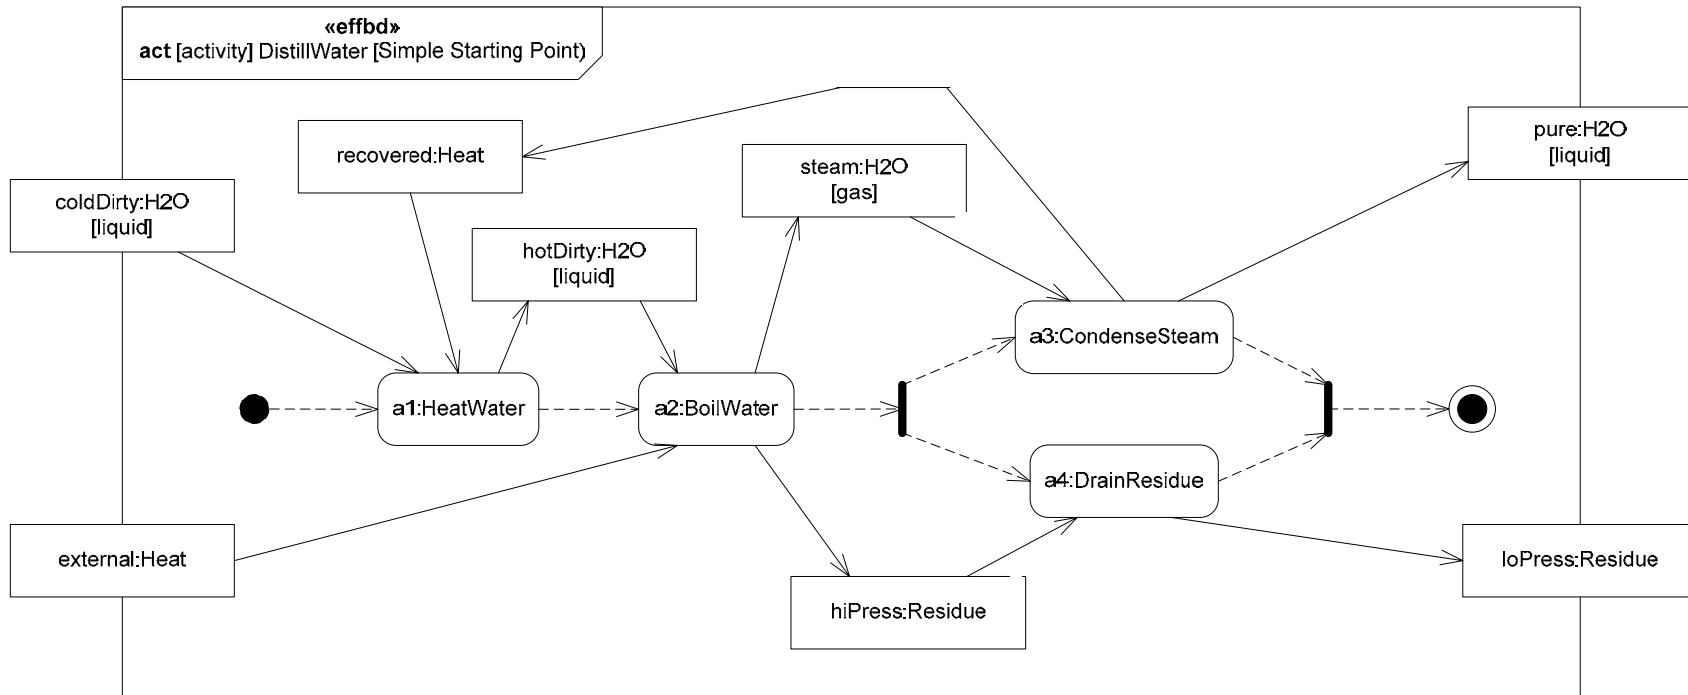 «effbd»
act [activity] DistillWater [Simple Starting Point)
recovered:Heat
pure:H2O
[liquid]
steam:H2O
[gas]
coldDirty:H2O
[liquid]
hotDirty:H2O
[liquid]
a3:CondenseSteam
a1:HeatWater
a2:BoilWater
a4:DrainResidue
external:Heat
loPress:Residue
hiPress:Residue